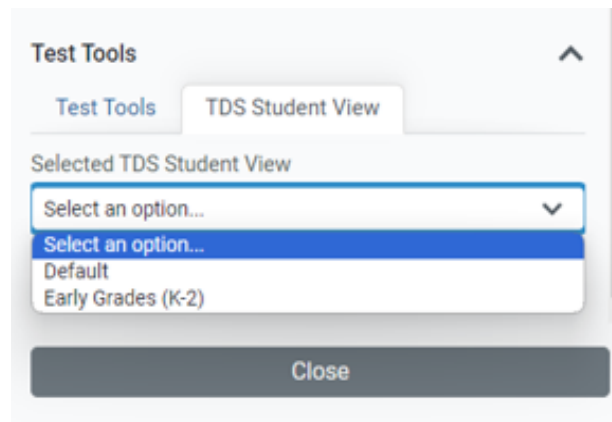 Test Tools
Test Tools TDS Student View
Selected TDS Student View
Select an option...
Select an option...
Default
Early Grades (K-2)
Close